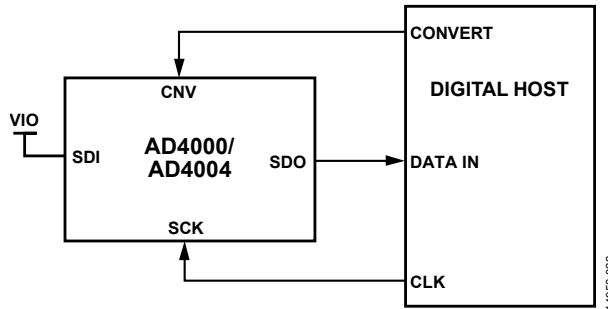 CONVERT
DIGITAL HOST
CNV
VIO
SDI
AD4000/
AD4004
SDO
DATA IN
SCK
CLK